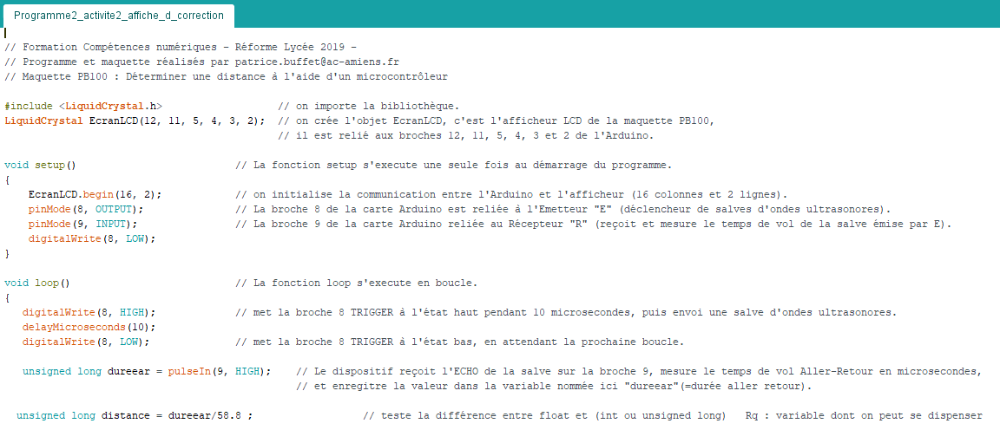 Programme2_activite2_affiche_d_correction
// Formation Compétences numériques - Réforme Lycée 2019 -
// Programme et maquette réalisés par patrice.buffet@ac-amiens.fr
// Maquette PB100 : Déterminer une distance à l'aide d'un microcontrôleur
#include <LiquidCrystal.h> // on importe la bibliothèque.
LiquidCrystal EcranLCD(12, 11, 5, 4, 3, 2); // on crée l'objet EcranLCD, c'est l'afficheur LCD de la maquette PB100,
// il est relié aux broches 12, 11, 5, 4, 3 et 2 de l'Arduino.
void setup() // La fonction setup s'execute une seule fois au démarrage du programme.
{
EcranLCD.begin(16, 2); // on initialise la communication entre l'Arduino et l'afficheur (16 colonnes et 2 lignes).
pinMode(8, OUTPUT); // La broche 8 de la carte Arduino est reliée à l'Emetteur "E" (déclencheur de salves d'ondes ultrasonores).
pinMode(9, INPUT); // La broche 9 de la carte Arduino reliée au Récepteur "R" (reçoit et mesure le temps de vol de la salve émise par E).
digitalWrite(8, LOW);
}
void loop() // La fonction loop s'execute en boucle.
{
digitalWrite(8, HIGH); // met la broche 8 TRIGGER à l'état haut pendant 10 microsecondes, puis envoi une salve d'ondes ultrasonores.
delayMicroseconds(10);
digitalWrite(8, LOW); // met la broche 8 TRIGGER à l'état bas, en attendant la prochaine boucle.
unsigned long dureear = pulseIn(9, HIGH); // Le dispositif reçoit l'ECHO de la salve sur la broche 9, mesure le temps de vol Aller-Retour en microsecondes,
// et enregitre la valeur dans la variable nommée ici "dureear"(=durée aller retour).
unsigned long distance = dureear/58.8 ; // teste la différence entre float et (int ou unsigned long) Rq : variable dont on peut se dispenser